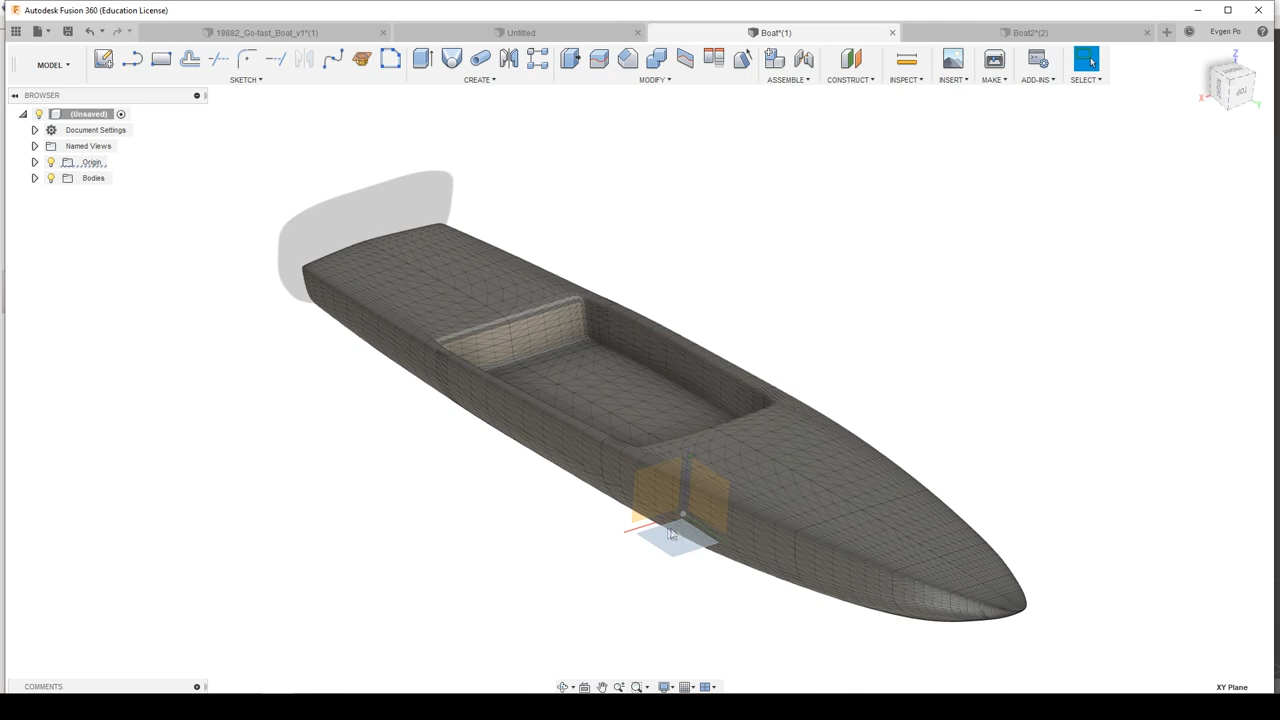 Autodesk Fusion 360 (Education License)
19882_Go-fast_Boat_v1*(1)
Untitled
Boat*(1)
Boat2*(2)
Evgen Po
MODEL
SKETCH
CREATE
MODIFY
ASSEMBLE
CONSTRUCT
INSPECT
INSERT
MAKE
ADD-INS
SELECT
BROWSER
(Unsaved)
Document Settings
Named Views
Origin
Bodies
Z
X
Y
RIGHT
TOP
COMMENTS
XY Plane